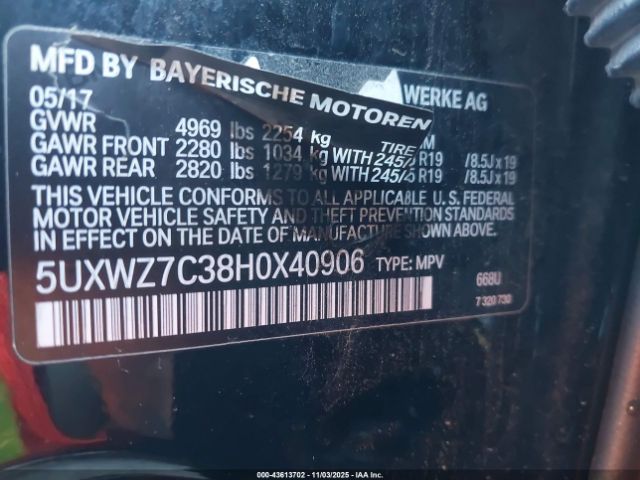 MFD BY BAYERISCHE MOTOREN WERKE AG
05/17
GVWR 4969 lbs 2254 kg TIRE
GAWR FRONT 2280 lbs 1034 kg WITH 245/ R19 /8.5J x 19
GAWR REAR 2820 lbs 1279 kg WITH 245/ R19 /8.5J x 19
THIS VEHICLE CONFORMS TO ALL APPLICABLE U. S. FEDERAL
MOTOR VEHICLE SAFETY AND THEFT PREVENTION STANDARDS
IN EFFECT ON THE DATE OF MANUFACTURE SHOWN ABOVE.
5UXWZ7C38H0X40906 TYPE: MPV 668U
7 320 730
000-43613702 - 11/03/2025 - IAA Inc.